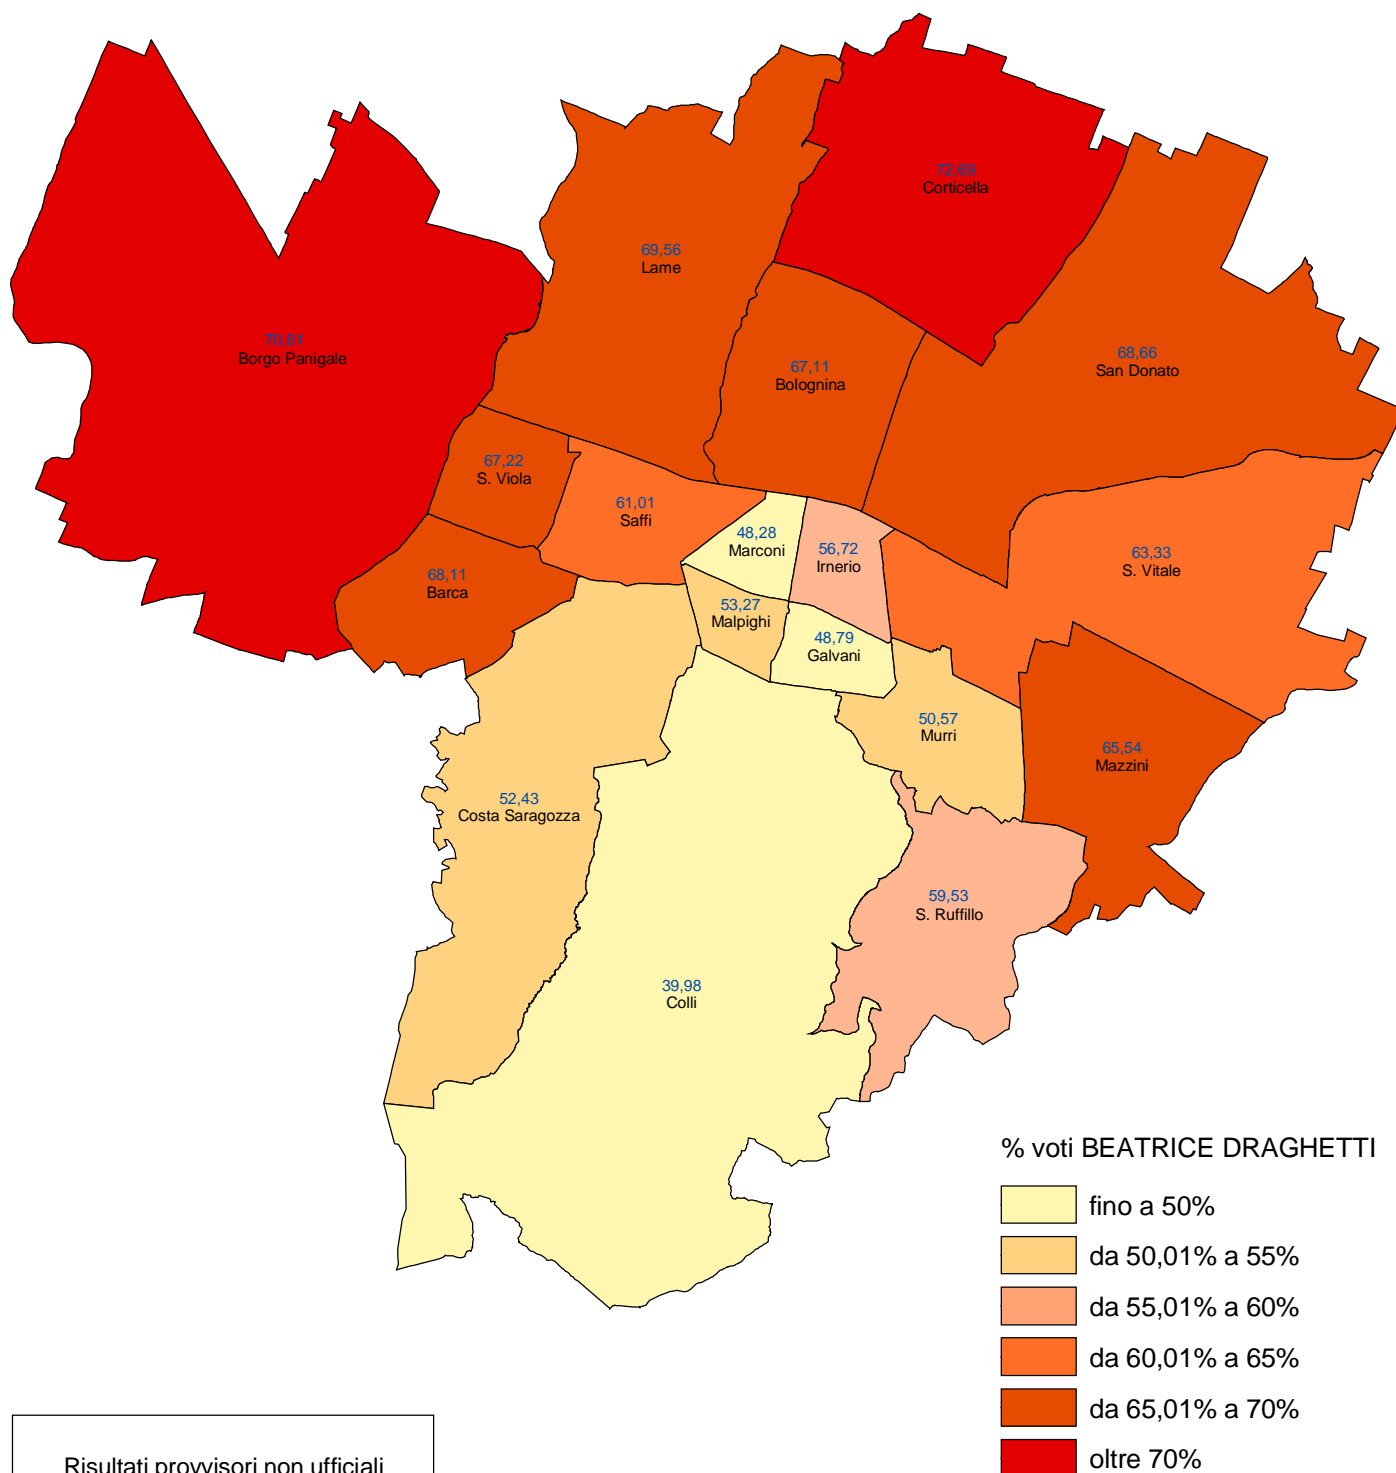 72,69
Corticella
69,56
Lame
70,81
Borgo Panigale
68,66
San Donato
67,11
Bolognina
67,22
S. Viola
61,01
Saffi
48,28
Marconi
56,72
Irnerio
63,33
S. Vitale
68,11
Barca
53,27
Malpighi
48,79
Galvani
50,57
Murri
65,54
Mazzini
52,43
Costa Saragozza
59,53
S. Ruffillo
39,98
Colli
% voti BEATRICE DRAGHETTI
fino a 50%
da 50,01% a 55%
da 55,01% a 60%
da 60,01% a 65%
da 65,01% a 70%
oltre 70%
Risultati provvisori non ufficiali